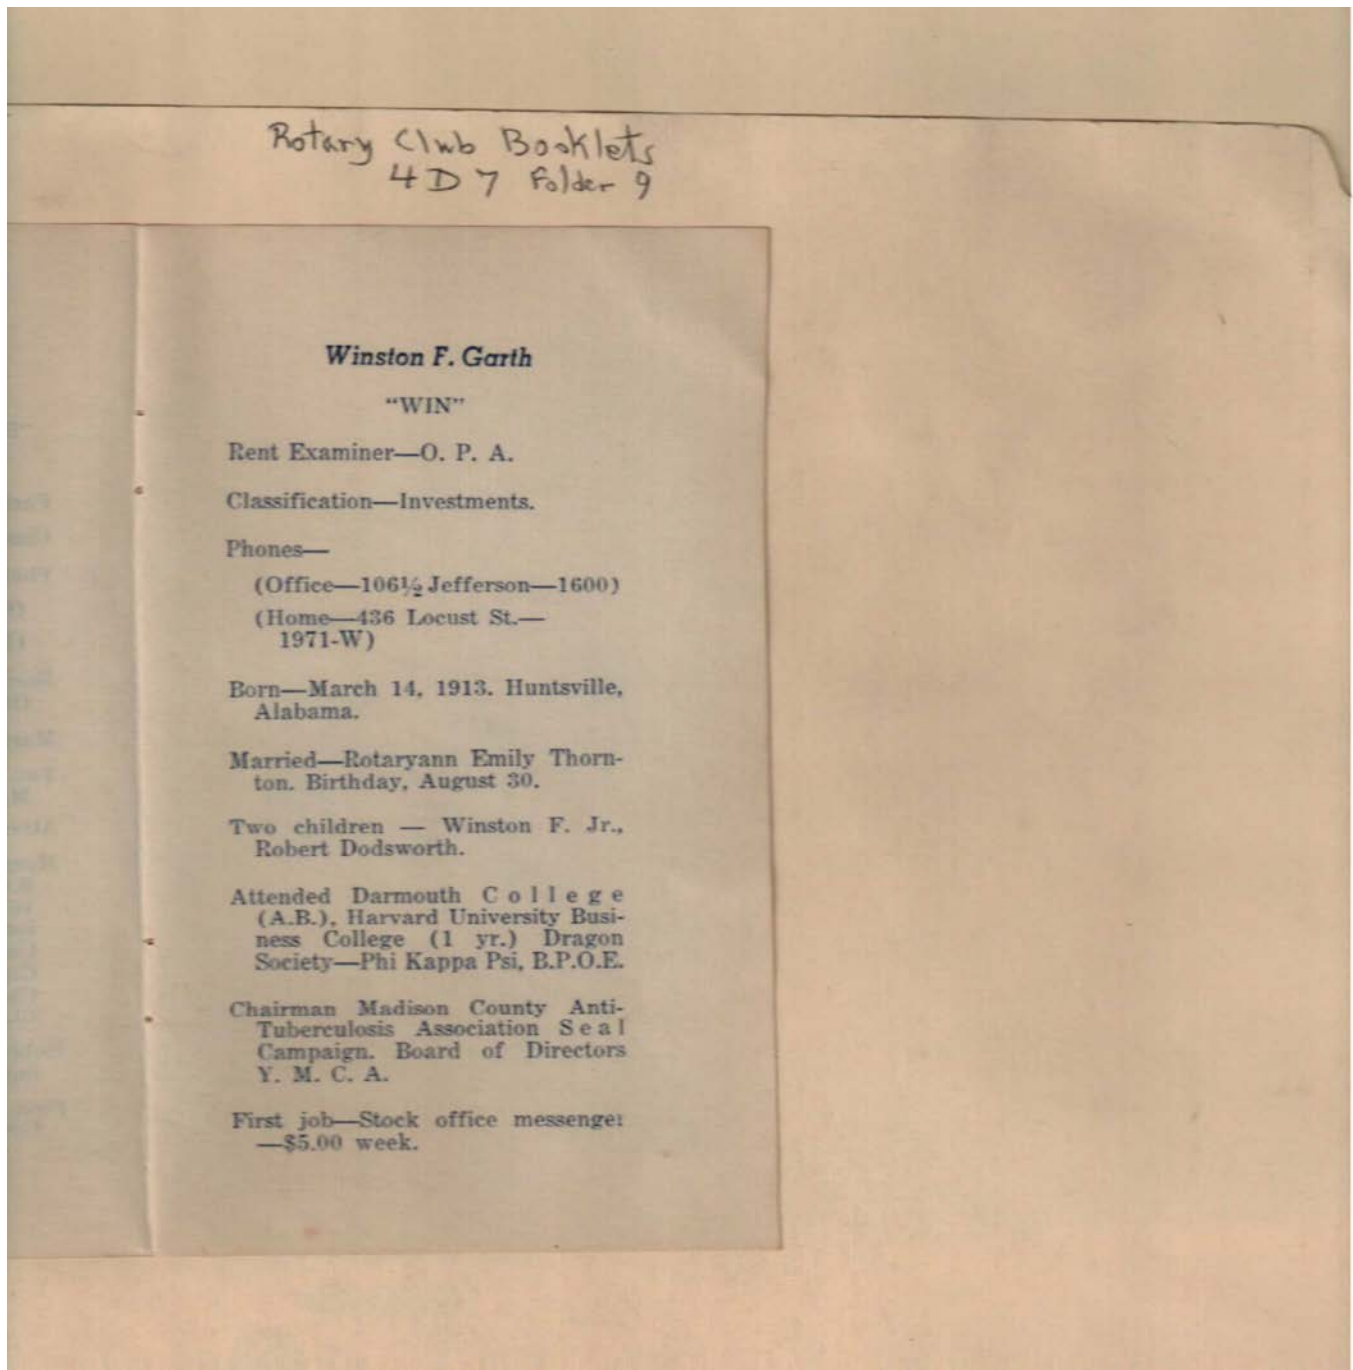 Rotary Club Booklets
4D7 Folder 9
Winston F. Garth
“WIN”
Rent Examiner—O. P. A.
Classification—Investments.
Phones—
(Office—106½ Jefferson—1600)
(Home—436 Locust St.—
1971-W)
Born—March 14, 1913. Huntsville,
Alabama.
Married—Rotaryann Emily Thorn-
ton. Birthday, August 30.
Two children — Winston F. Jr.,
Robert Dodsworth.
Attended Darmouth College
(A.B.), Harvard University Busi-
ness College (1 yr.) Dragon
Society—Phi Kappa Psi, B.P.O.E.
Chairman Madison County Anti-
Tuberculosis Association Seal
Campaign. Board of Directors
Y. M. C. A.
First job—Stock office messenger
—$5.00 week.